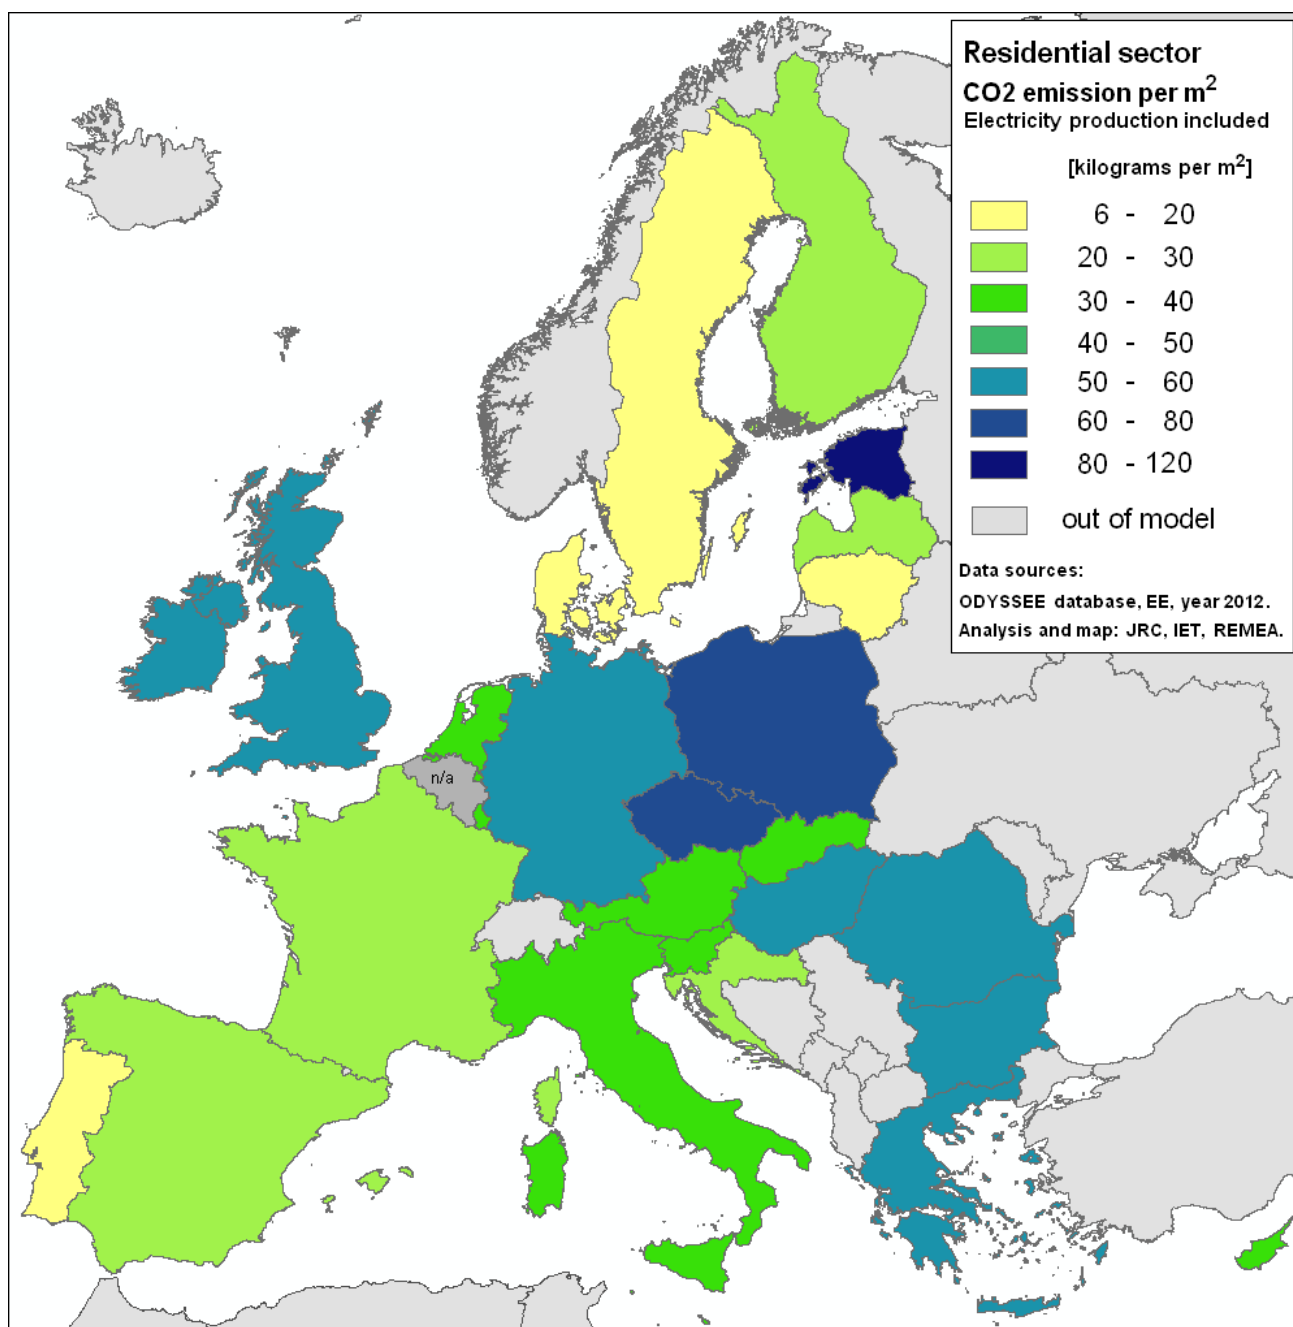 Residential sector
CO2 emission per m2
Electricity production included
[kilograms per m2]
6 - 20
20 - 30
30 - 40
40 - 50
50 - 60
60 - 80
80 - 120
out of model
Data sources:
ODYSSEE database, EE, year 2012.
Analysis and map: JRC, IET, REMEA.
n/a